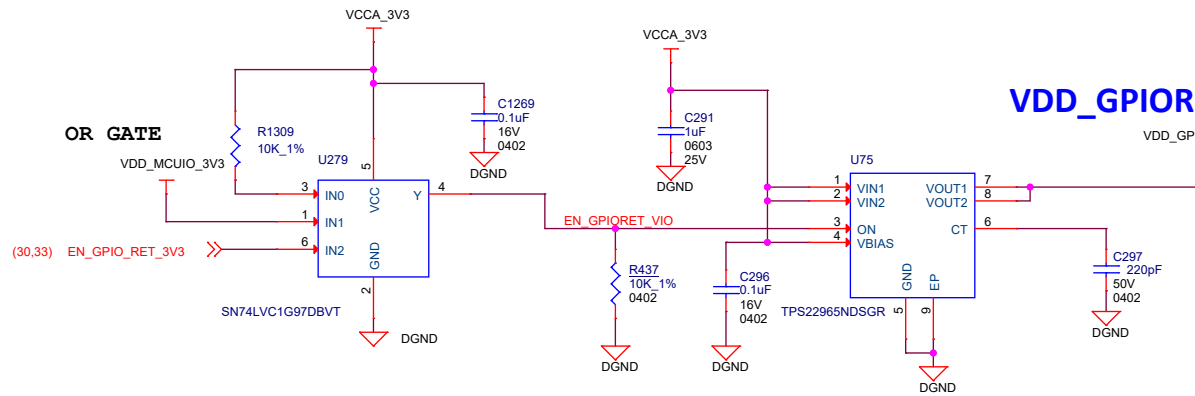 VCCA_3V3
VCCA_3V3
VDD_GPIOR
VDD_GP
OR GATE
R1309
10K_1%
C1269
0.1uF
16V
0402
DGND
C291
1uF
0603
25V
DGND
VDD_MCUIO_3V3
U279
5
3
IN0
VCC
Y
4
1
IN1
6
IN2
GND
2
(30,33) EN_GPIO_RET_3V3
SN74LVC1G97DBVT
DGND
EN_GPIORET_VIO
R437
10K_1%
0402
DGND
C296
0.1uF
16V
0402
DGND
U75
1
VIN1
VOUT1
7
2
VIN2
VOUT2
8
3
ON
CT
6
4
VBIAS
GND
EP
5
9
TPS22965NDSGR
DGND
C297
220pF
50V
0402
DGND